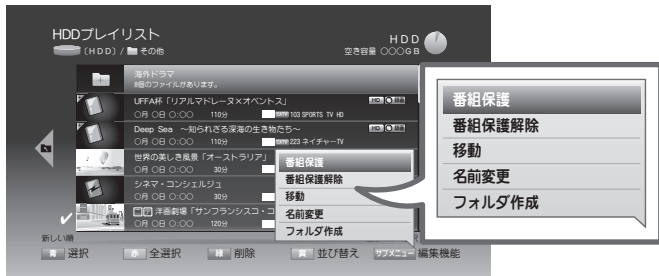 HDDプレイリスト
HDD
〔HDD〕/ その他
空き容量 ○○○GB
海外ドラマ
8個のファイルがあります。
UFFA杯「リアルマドレーヌ×オペントス」
○月 ○日 ○:○○ 110分 103 SPORTS TV HD
Deep Sea ～知られざる深海の生き物たち～
○月 ○日 ○:○○ 110分 223 ネイチャーTV
世界の美しき風景「オーストラリア」
○月 ○日 ○:○○ 30分
シネマ・コンシェルジュ
○月 ○日 ○:○○ 30分
洋画劇場「サンフランシスコ・コ
○月 ○日 ○:○○ 120分
番組保護
番組保護解除
移動
名前変更
フォルダ作成
新しい順
青 選択 赤 全選択 緑 削除 黄 並び替え サブメニュー 編集機能
番組保護
番組保護解除
移動
名前変更
フォルダ作成